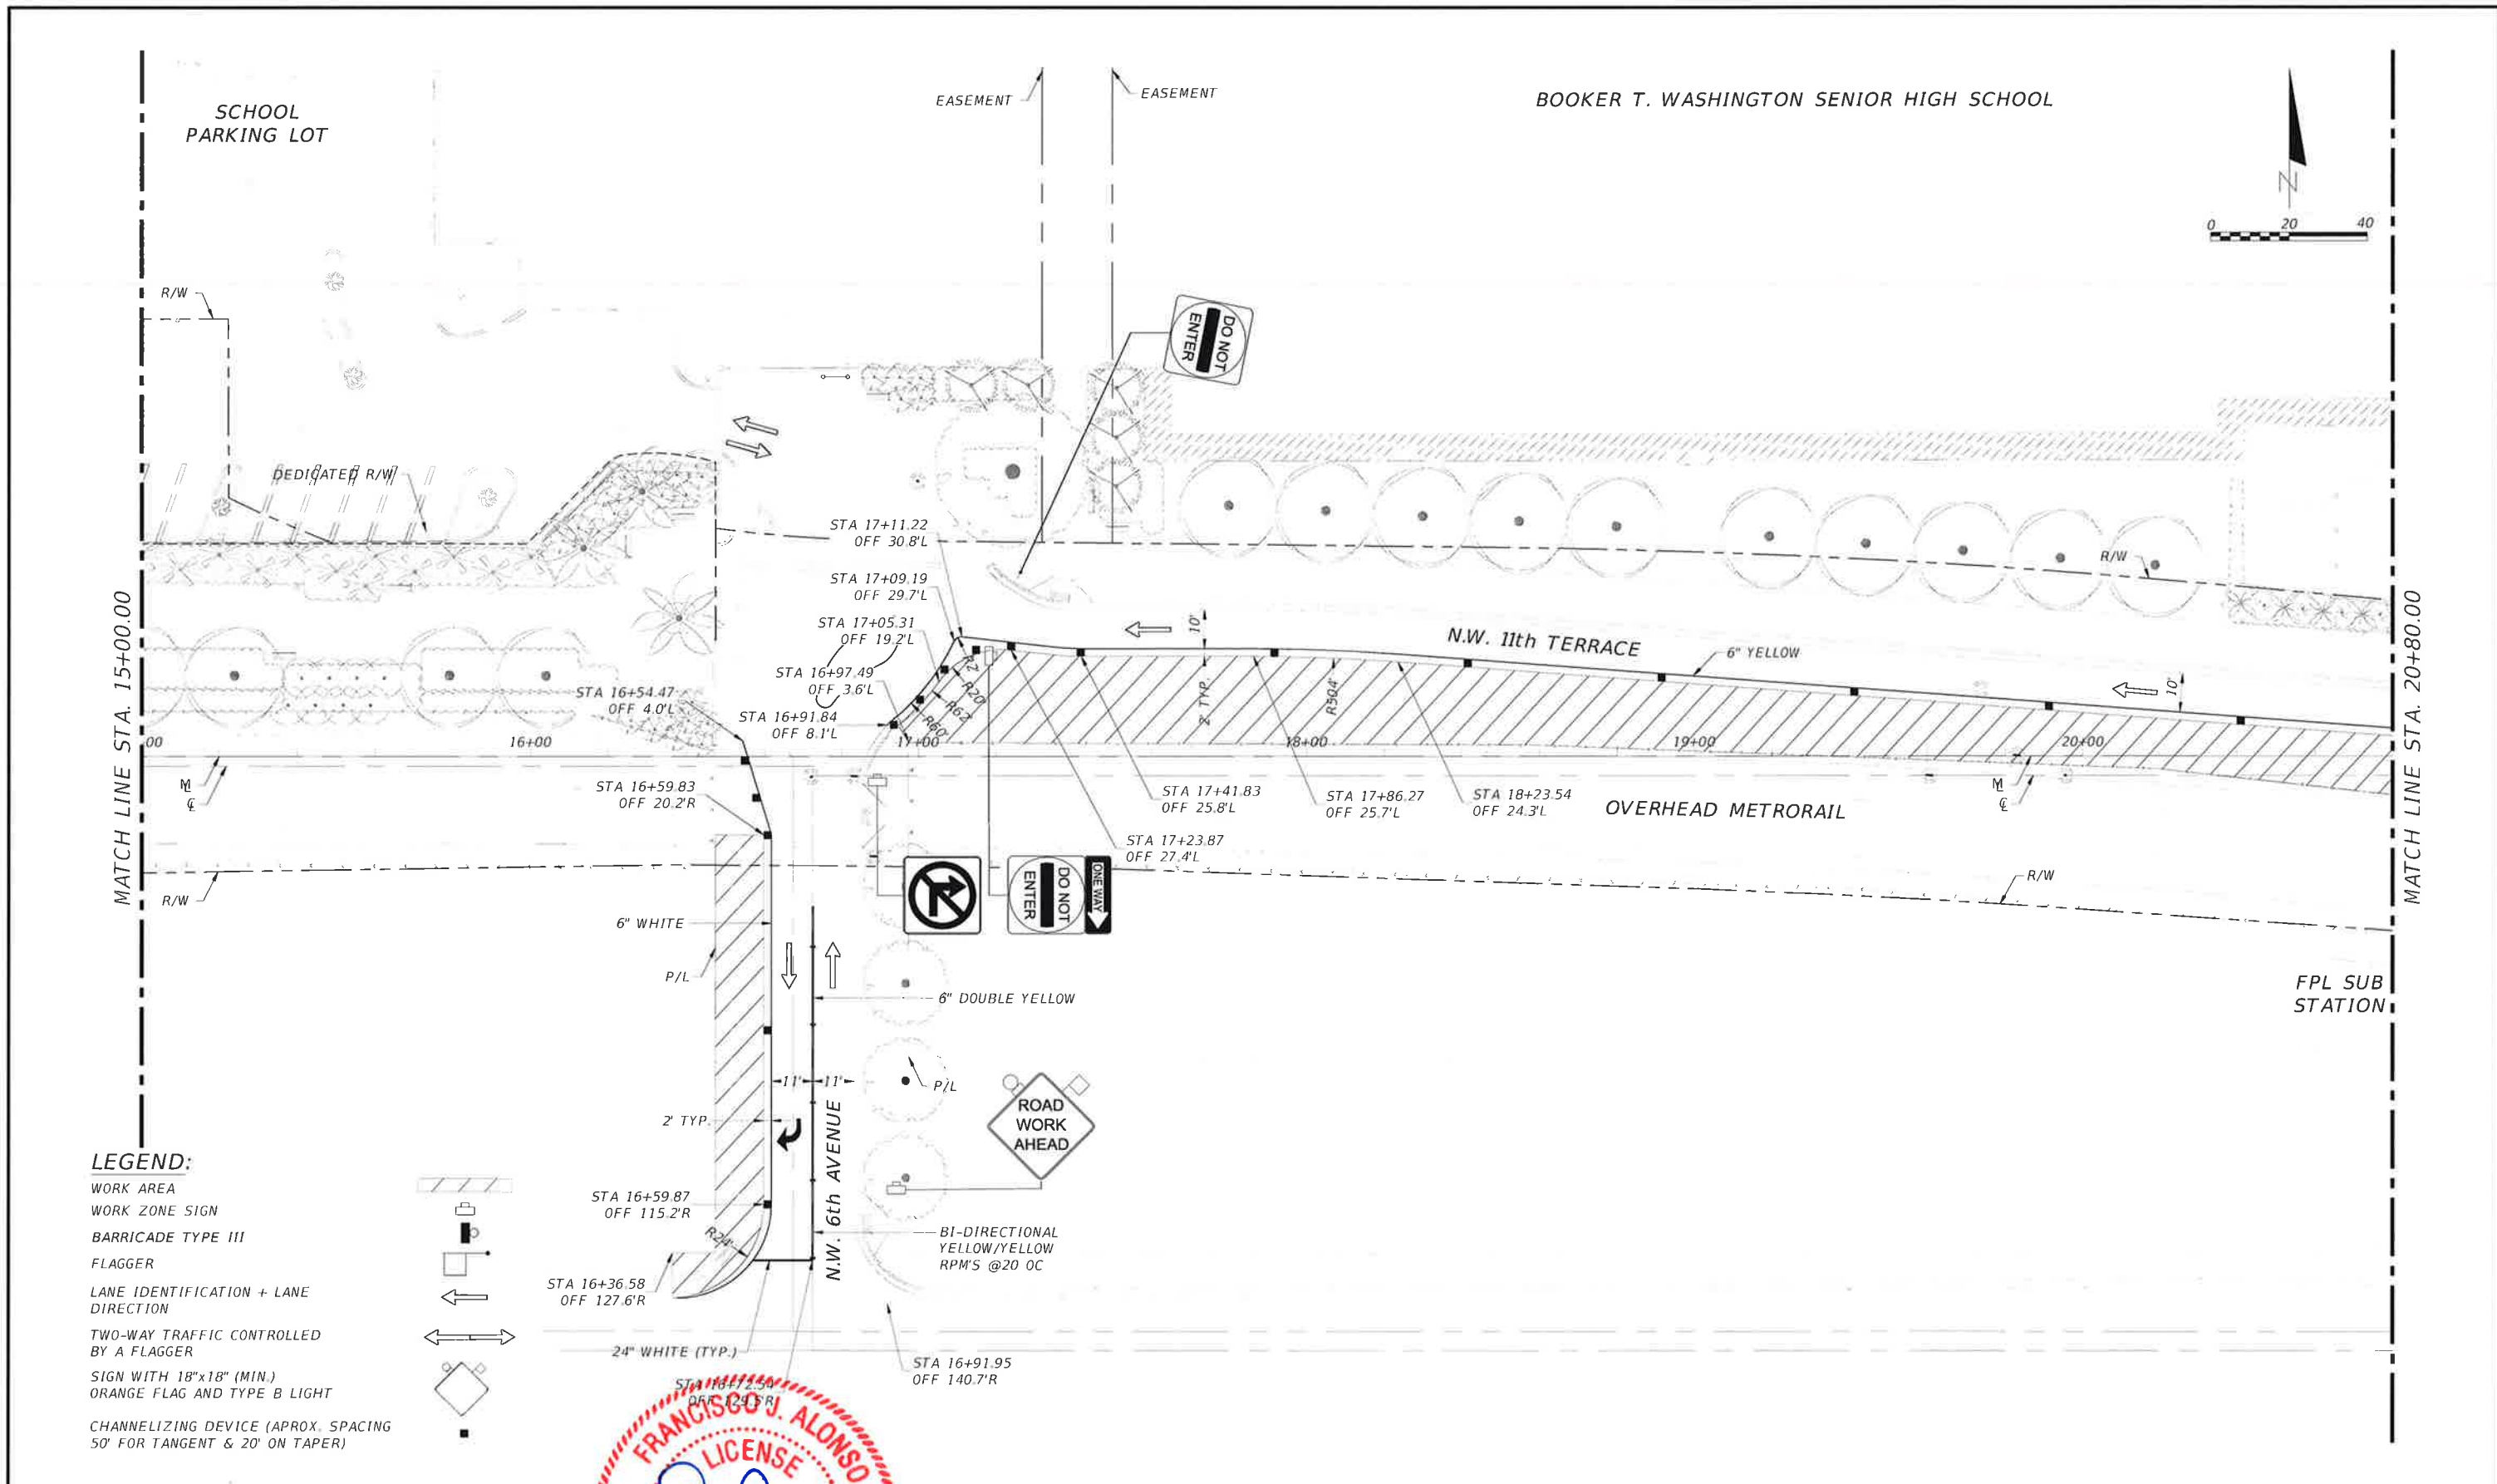 SCHOOL
PARKING LOT
EASEMENT
EASEMENT
BOOKER T. WASHINGTON SENIOR HIGH SCHOOL
N
0 20 40
R/W
DO NOT
ENTER
DEDICATED R/W
STA 17+11.22
OFF 30.8'L
R/W
STA 17+09.19
OFF 29.7'L
STA 17+05.31
OFF 19.2'L
STA 16+97.49
OFF 3.6'L
STA 16+54.47
OFF 4.0'L
STA 16+91.84
OFF 8.1'L
10'
N.W. 11th TERRACE
6" YELLOW
10'
R20'
R62'
R60'
2' TYP.
R504'
MATCH LINE STA. 15+00.00
MATCH LINE STA. 20+80.00
00
16+00
17+00
18+00
19+00
20+00
STA 16+59.83
OFF 20.2'R
STA 17+41.83
OFF 25.8'L
STA 17+86.27
OFF 25.7'L
STA 18+23.54
OFF 24.3'L
OVERHEAD METRORAIL
STA 17+23.87
OFF 27.4'L
R/W
R/W
DO NOT
ENTER
ONE WAY
6" WHITE
P/L
6" DOUBLE YELLOW
FPL SUB
STATION
11' 11'
P/L
2' TYP.
N.W. 6th AVENUE
ROAD
WORK
AHEAD
STA 16+59.87
OFF 115.2'R
R24'
BI-DIRECTIONAL
YELLOW/YELLOW
RPM'S @20 OC
STA 16+36.58
OFF 127.6'R
24" WHITE (TYP.)
STA 16+72.54
OFF 129.5'R
STA 16+91.95
OFF 140.7'R
LEGEND:
WORK AREA
WORK ZONE SIGN
BARRICADE TYPE III
FLAGGER
LANE IDENTIFICATION + LANE
DIRECTION
TWO-WAY TRAFFIC CONTROLLED
BY A FLAGGER
SIGN WITH 18"x18" (MIN.)
ORANGE FLAG AND TYPE B LIGHT
CHANNELIZING DEVICE (APROX. SPACING
50' FOR TANGENT & 20' ON TAPER)
FRANCISCO J. ALONSO
LICENSE